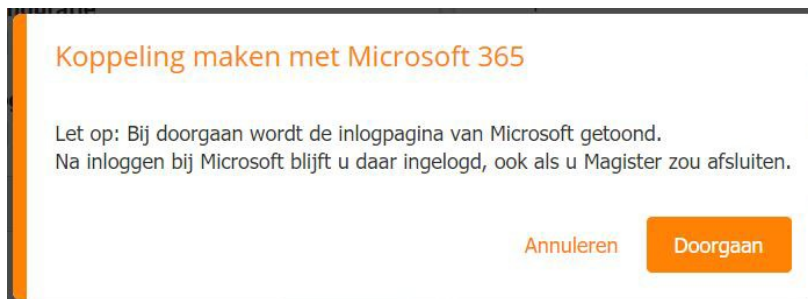 Koppeling maken met Microsoft 365
Let op: Bij doorgaan wordt de inlogpagina van Microsoft getoond.
Na inloggen bij Microsoft blijft u daar ingelogd, ook als u Magister zou afsluiten.
Annuleren
Doorgaan